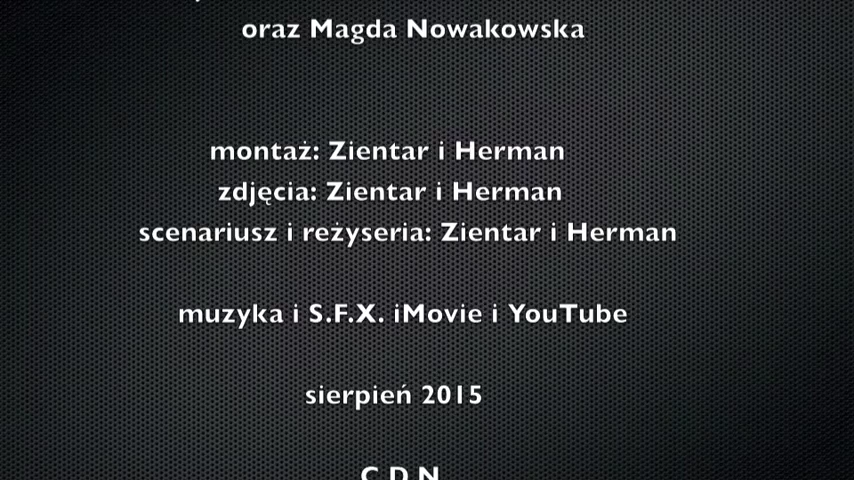 oraz Magda Nowakowska
montaż: Zientar i Herman
zdjęcia: Zientar i Herman
scenariusz i reżyseria: Zientar i Herman
muzyka i S.F.X. iMovie i YouTube
sierpień 2015
C D N